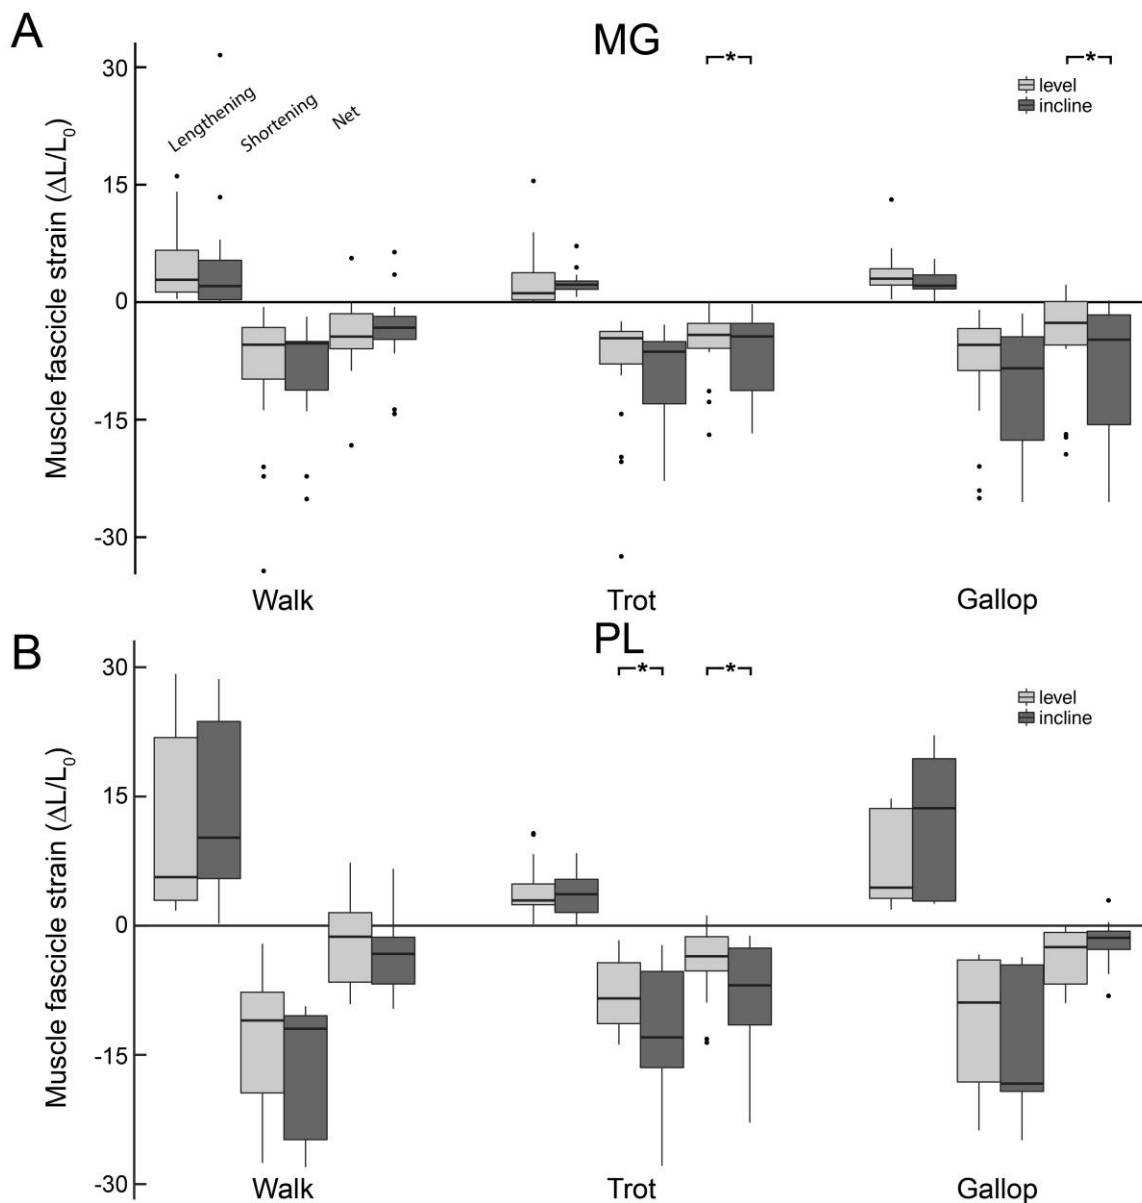 A
MG
30
level
incline
Lengthening
Shortening
Net
*
*
15
0
-15
-30
Muscle fascicle strain (ΔL/L₀)
Walk
Trot
Gallop
B
PL
30
*
*
level
incline
15
0
-15
-30
Muscle fascicle strain (ΔL/L₀)
Walk
Trot
Gallop